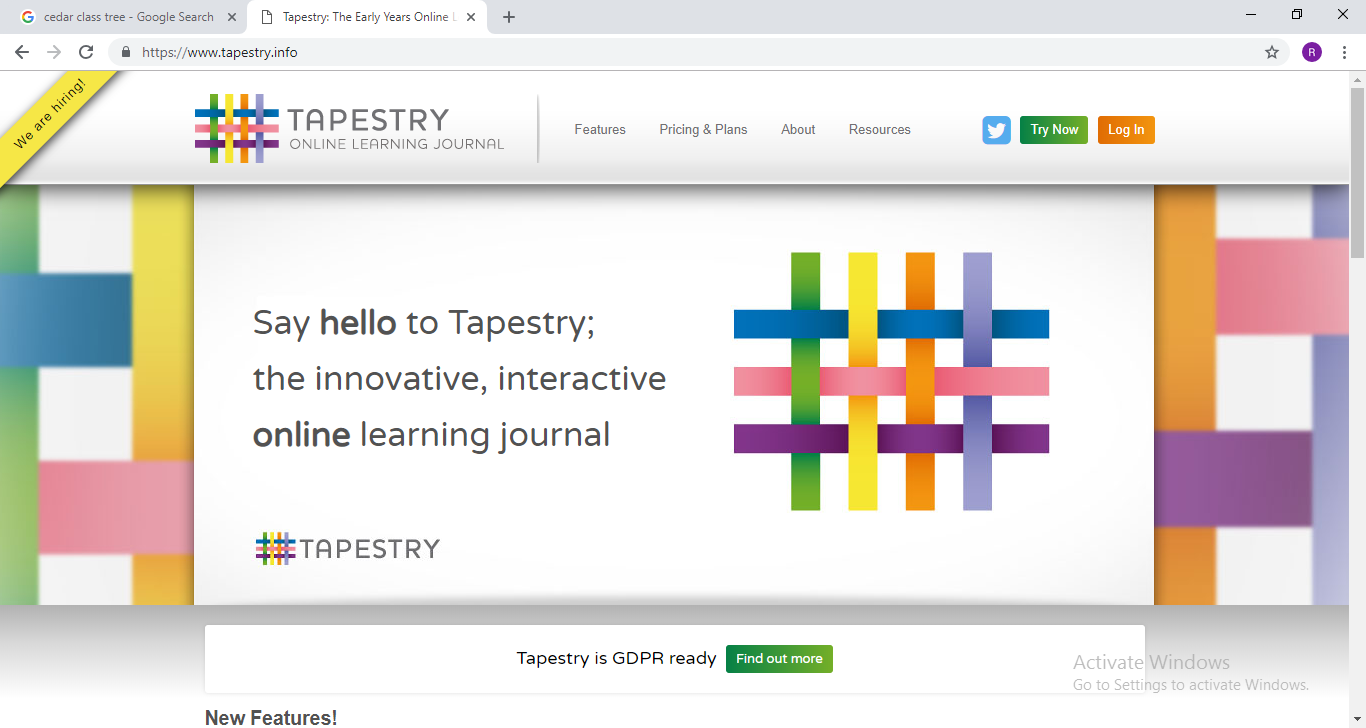 cedar class tree - Google Search
Tapestry: The Early Years Online L
https://www.tapestry.info
R
We are hiring!
TAPESTRY
ONLINE LEARNING JOURNAL
Features
Pricing & Plans
About
Resources
Try Now
Log In
Say hello to Tapestry;
the innovative, interactive
online learning journal
TAPESTRY
Tapestry is GDPR ready
Find out more
Activate Windows
Go to Settings to activate Windows.
New Features!